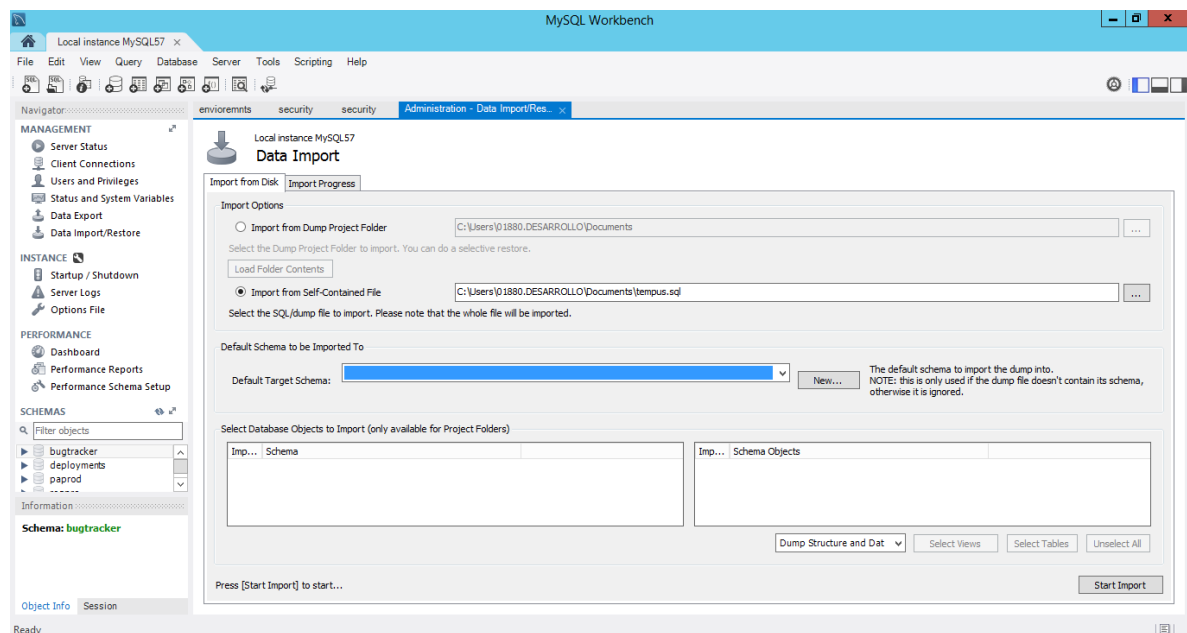 MySQL Workbench
Local instance MySQL57
File Edit View Query Database Server Tools Scripting Help
Navigator
envioremnts security security Administration - Data Import/Res...
MANAGEMENT
Server Status
Client Connections
Users and Privileges
Status and System Variables
Data Export
Data Import/Restore
INSTANCE
Startup / Shutdown
Server Logs
Options File
PERFORMANCE
Dashboard
Performance Reports
Performance Schema Setup
SCHEMAS
Filter objects
bugtracker
deployments
paprod
Information
Schema: bugtracker
Object Info Session
Local instance MySQL57
Data Import
Import from Disk Import Progress
Import Options
Import from Dump Project Folder C:\Users\01880.DESARROLLO\Documents ...
Select the Dump Project Folder to import. You can do a selective restore.
Load Folder Contents
Import from Self-Contained File C:\Users\01880.DESARROLLO\Documents\tempus.sql ...
Select the SQL/dump file to import. Please note that the whole file will be imported.
Default Schema to be Imported To
Default Target Schema: New...
The default schema to import the dump into.
NOTE: this is only used if the dump file doesn't contain its schema,
otherwise it is ignored.
Select Database Objects to Import (only available for Project Folders)
Imp... Schema
Imp... Schema Objects
Dump Structure and Dat Select Views Select Tables Unselect All
Press [Start Import] to start... Start Import
Ready